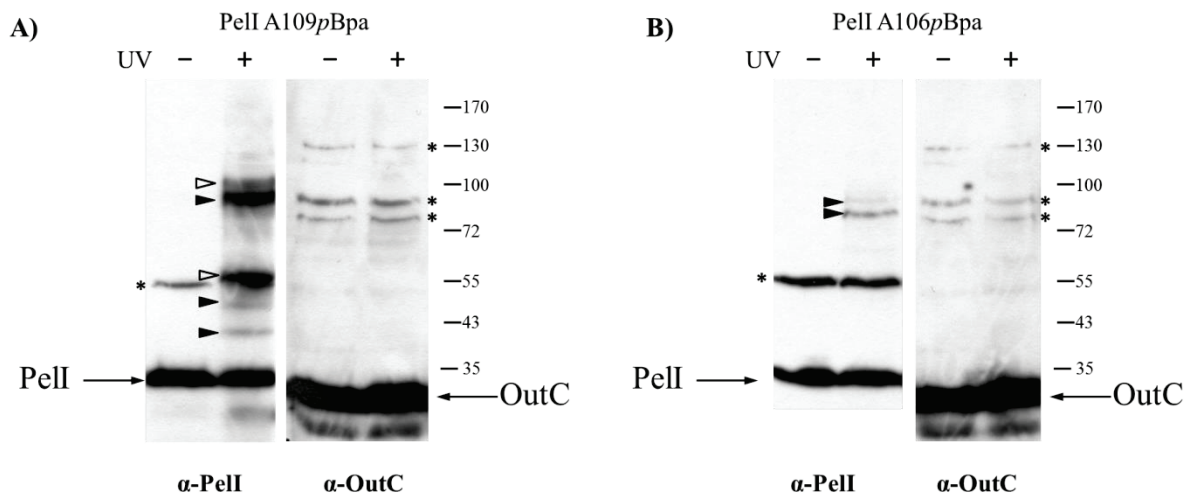 A)
PelI A109pBpa
UV − + − +
170
130
*
100
*
*
72
*
55
43
35
PelI
OutC
α-PelI
α-OutC
B)
PelI A106pBpa
UV − + − +
170
130
*
100
*
*
72
*
55
43
35
PelI
OutC
α-PelI
α-OutC